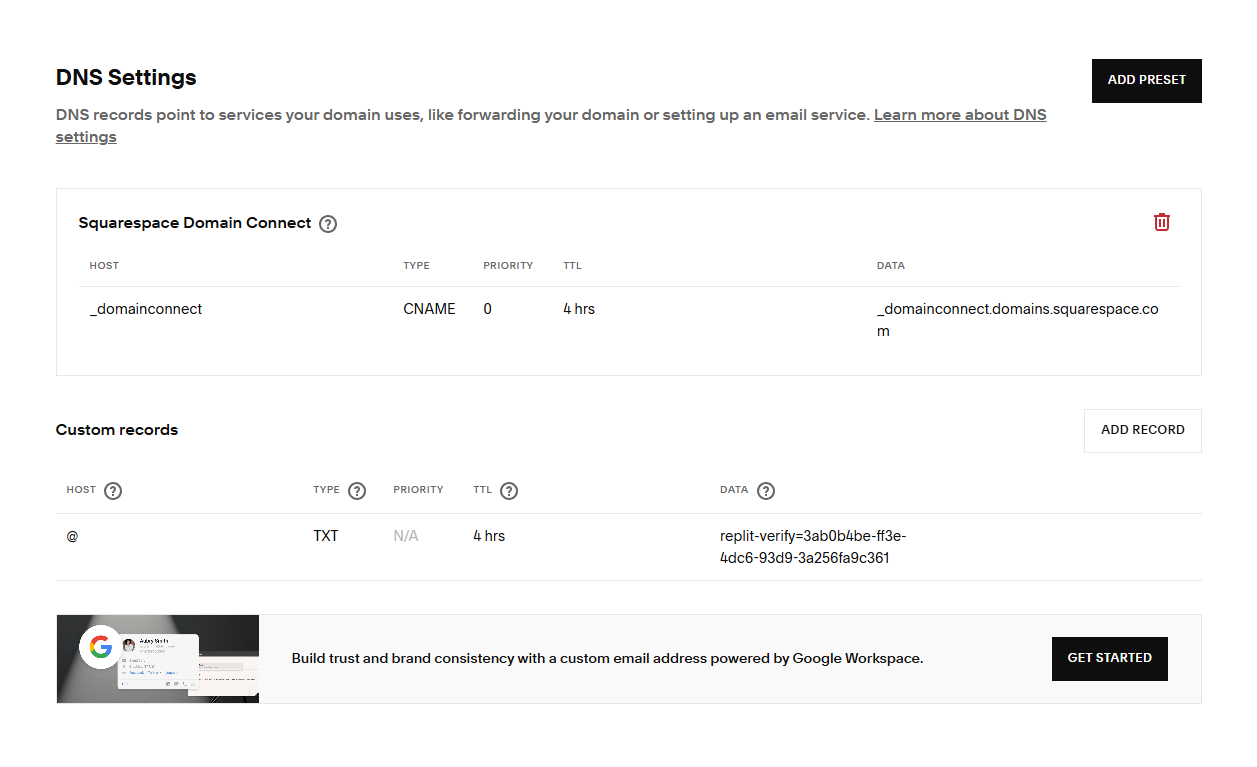 DNS Settings
ADD PRESET
DNS records point to services your domain uses, like forwarding your domain or setting up an email service. Learn more about DNS
settings
Squarespace Domain Connect ?
HOST TYPE PRIORITY TTL DATA
_domainconnect CNAME 0 4 hrs _domainconnect.domains.squarespace.co
m
Custom records
ADD RECORD
HOST ? TYPE ? PRIORITY TTL ? DATA ?
@ TXT N/A 4 hrs replit-verify=3ab0b4be-ff3e-
4dc6-93d9-3a256fa9c361
G
Aubry Smith
Build trust and brand consistency with a custom email address powered by Google Workspace.
GET STARTED